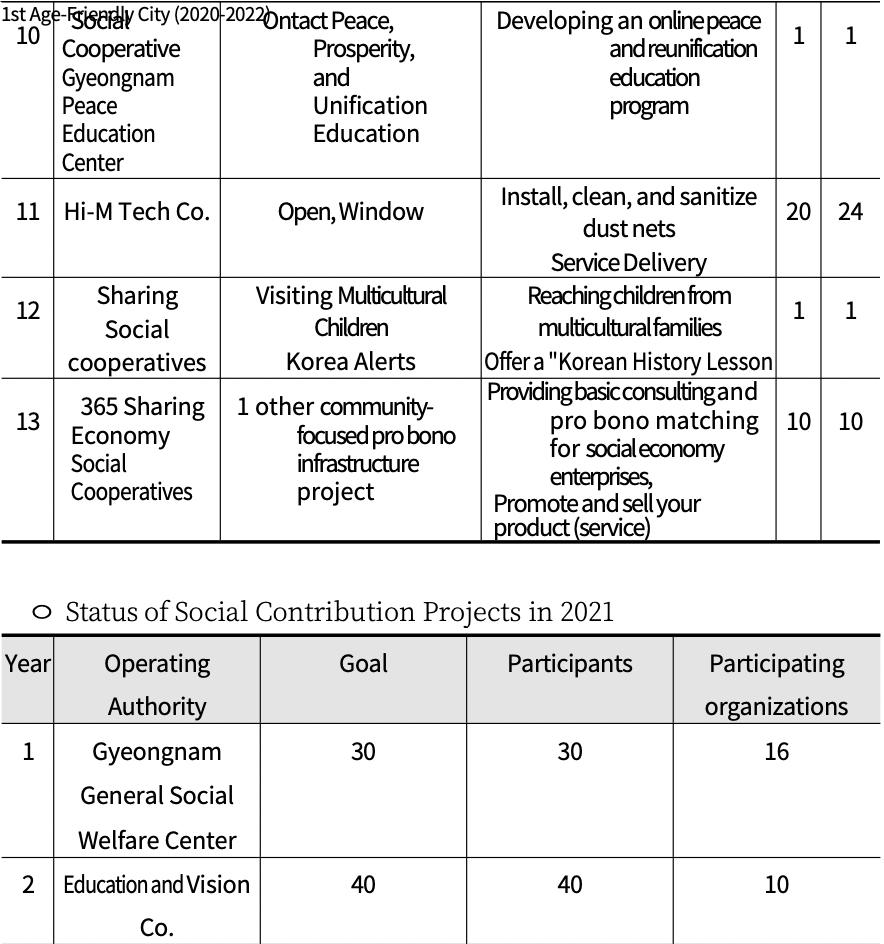 1st Age-Friendly City (2020-2022)
10
Social
Cooperative
Gyeongnam
Peace
Education
Center
Ontact Peace,
Prosperity,
and
Unification
Education
Developing an online peace
and reunification
education
program
1
1
11
Hi-M Tech Co.
Open, Window
Install, clean, and sanitize
dust nets
Service Delivery
20
24
12
Sharing
Social
cooperatives
Visiting Multicultural
Children
Korea Alerts
Reaching children from
multicultural families
Offer a "Korean History Lesson
1
1
13
365 Sharing
Economy
Social
Cooperatives
1 other community-
focused pro bono
infrastructure
project
Providing basic consulting and
pro bono matching
for social economy
enterprises,
Promote and sell your
product (service)
10
10
○ Status of Social Contribution Projects in 2021
Year
Operating
Authority
Goal
Participants
Participating
organizations
1
Gyeongnam
General Social
Welfare Center
30
30
16
2
Education and Vision
Co.
40
40
10